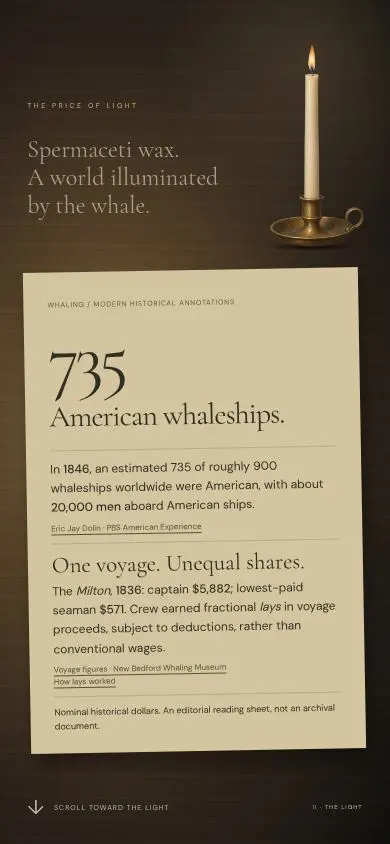 THE PRICE OF LIGHT
Spermaceti wax.
A world illuminated
by the whale.
WHALING / MODERN HISTORICAL ANNOTATIONS
735
American whaleships.
In 1846, an estimated 735 of roughly 900
whaleships worldwide were American, with about
20,000 men aboard American ships.
Eric Jay Dolin · PBS American Experience
One voyage. Unequal shares.
The Milton, 1836: captain $5,882; lowest-paid
seaman $571. Crew earned fractional lays in voyage
proceeds, subject to deductions, rather than
conventional wages.
Voyage figures · New Bedford Whaling Museum
How lays worked
Nominal historical dollars. An editorial reading sheet, not an archival
document.
SCROLL TOWARD THE LIGHT
II · THE LIGHT